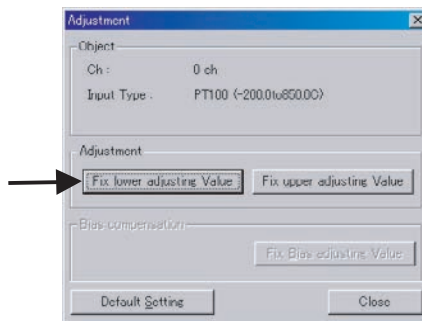 Adjustment
Object
Ch : 0 ch
Input Type : PT100 (-200.0to850.0C)
Adjustment
Fix lower adjusting Value Fix upper adjusting Value
Bias compensation
Fix Bias adjusting Value
Default Setting Close